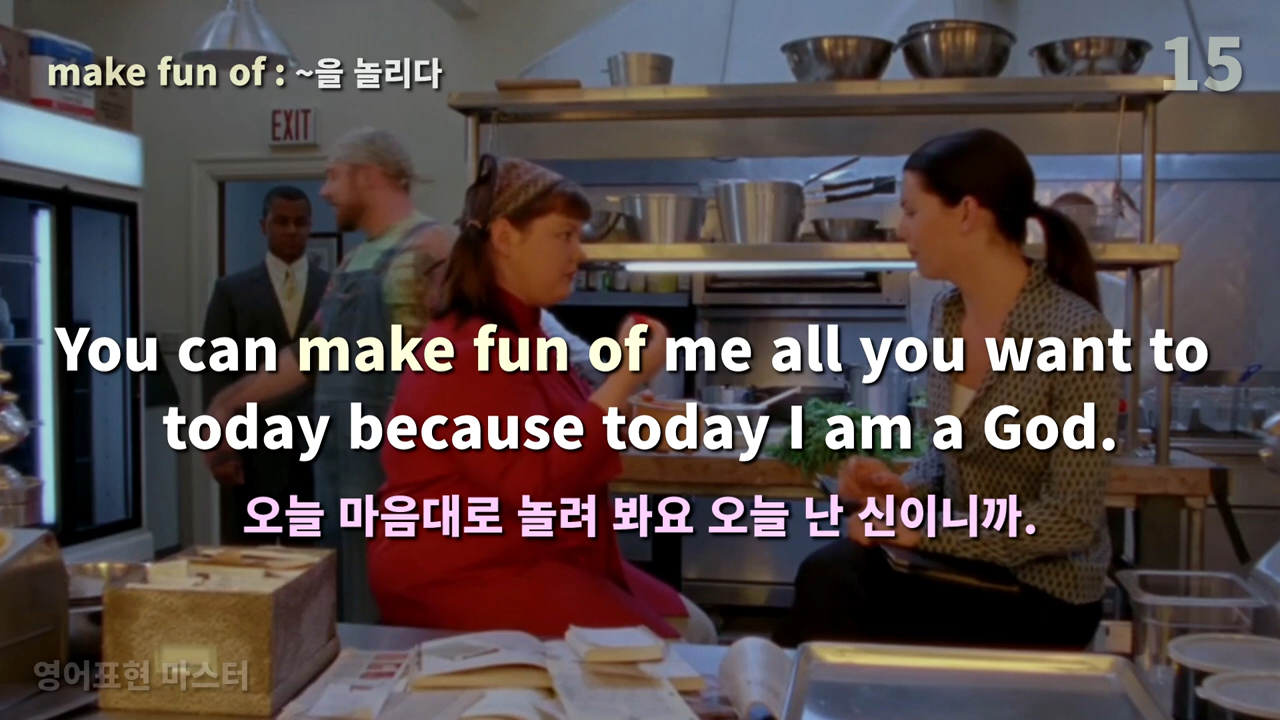 make fun of : ~을 놀리다
15
EXIT
You can make fun of me all you want to
today because today I am a God.
오늘 마음대로 놀려 봐요 오늘 난 신이니까.
영어표현 마스터